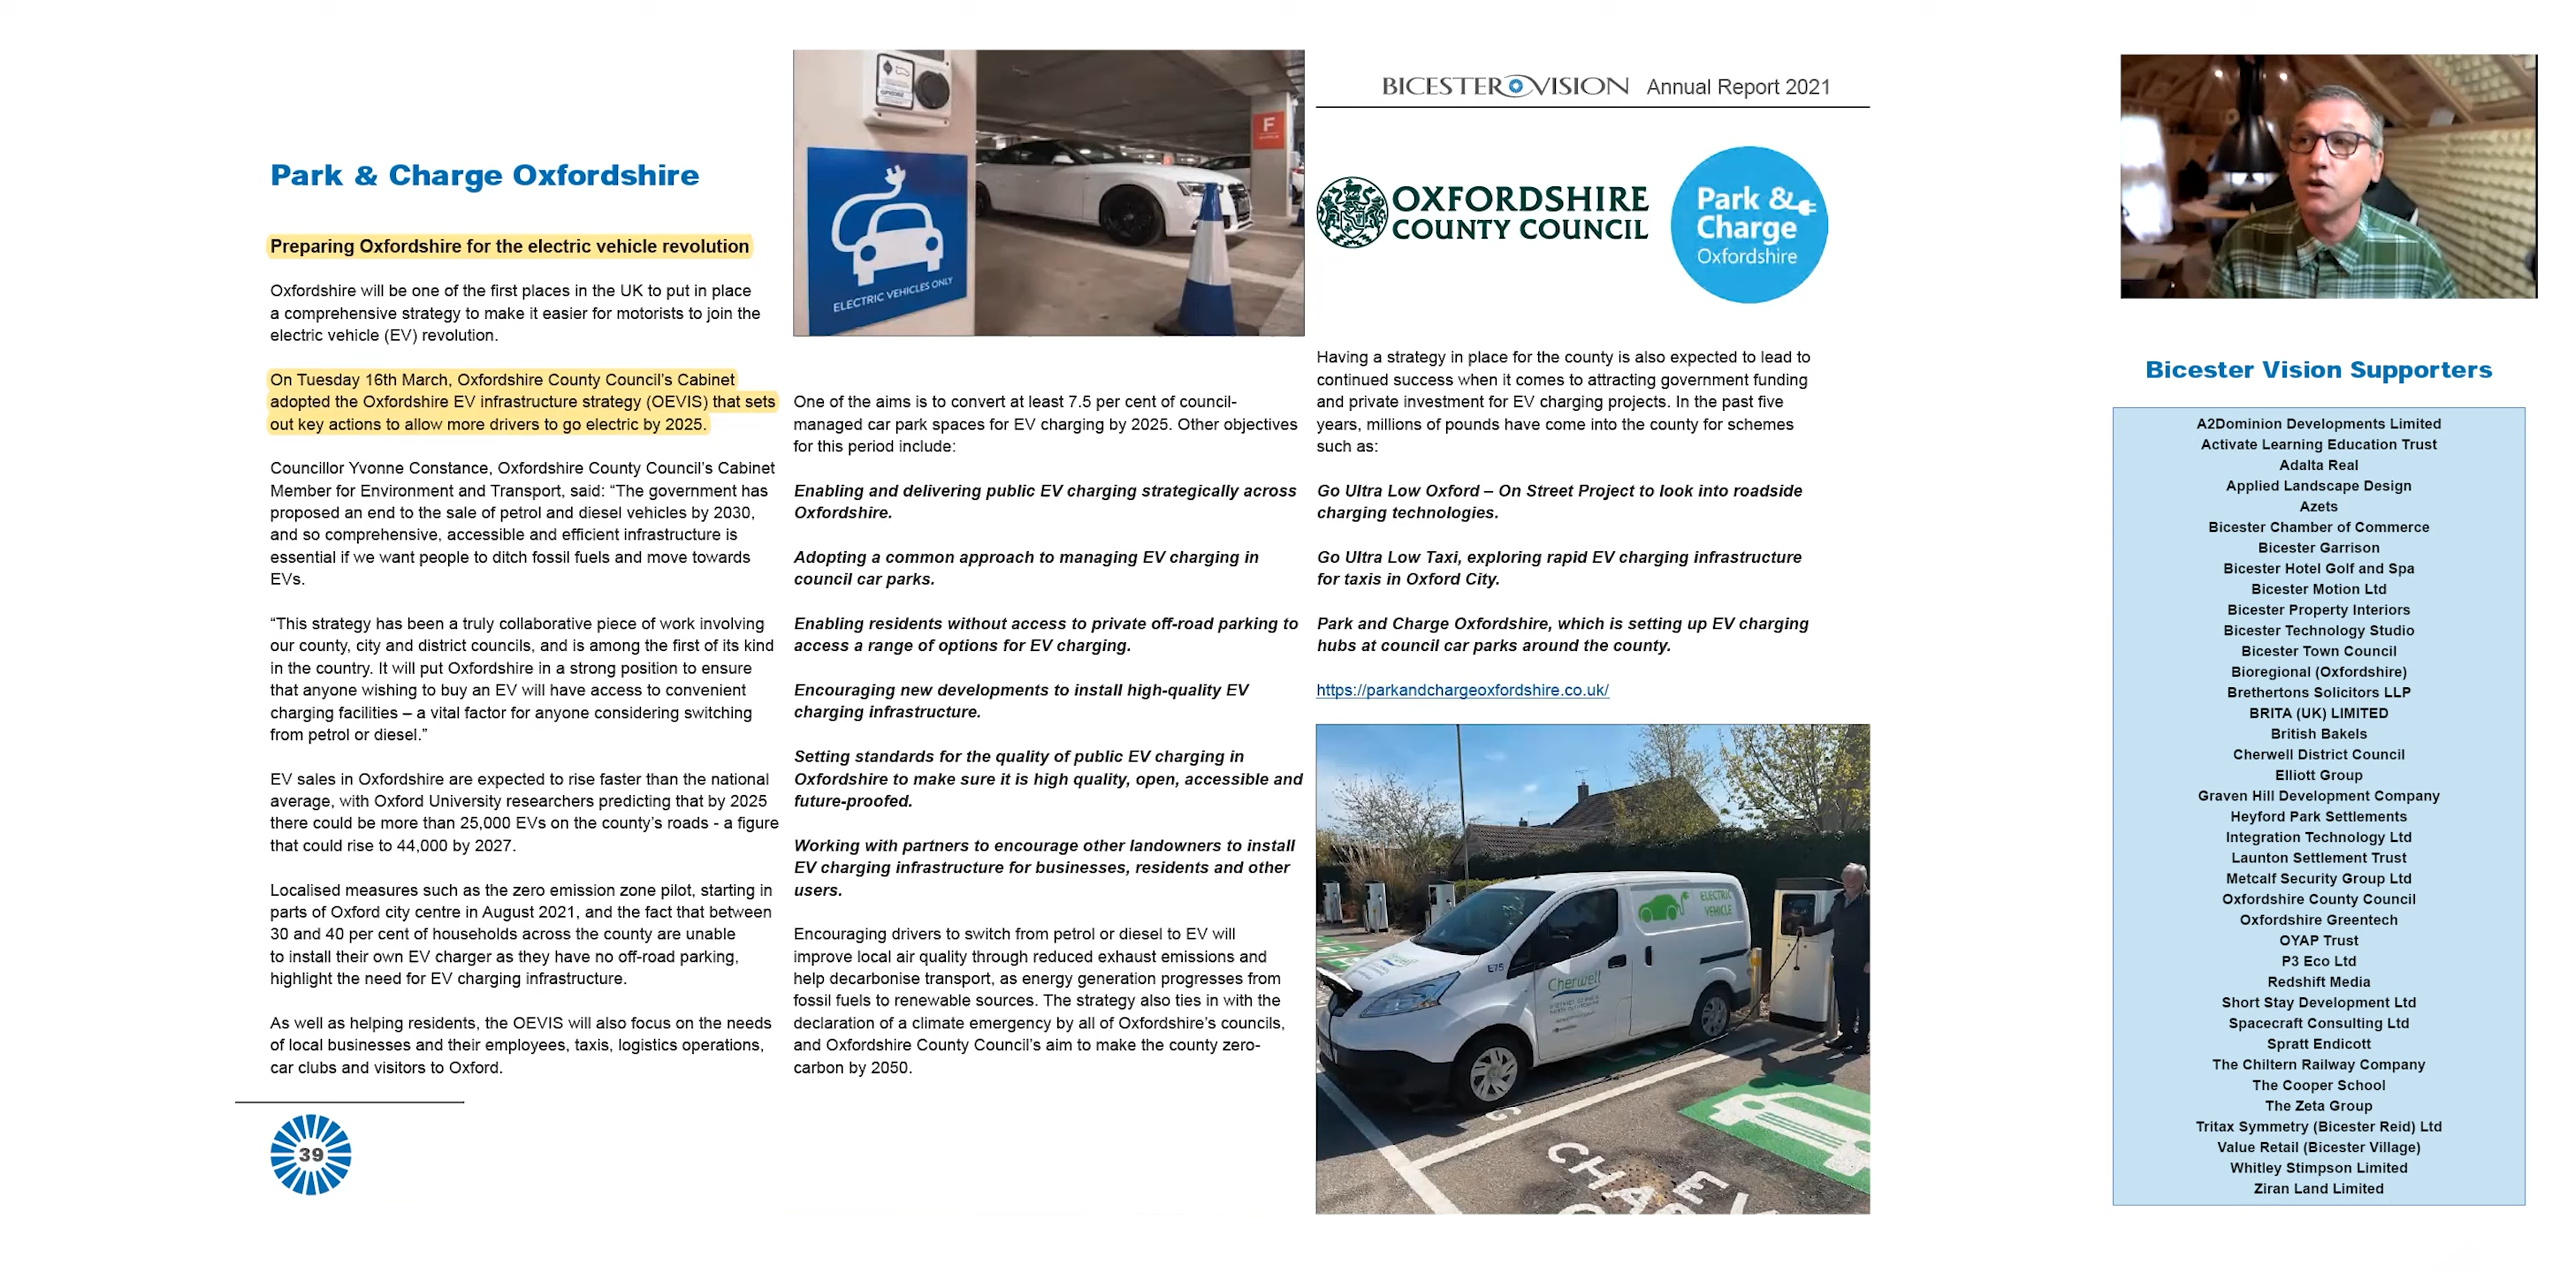 Park & Charge Oxfordshire
Preparing Oxfordshire for the electric vehicle revolution
Oxfordshire will be one of the first places in the UK to put in place
a comprehensive strategy to make it easier for motorists to join the
electric vehicle (EV) revolution.
On Tuesday 16th March, Oxfordshire County Council's Cabinet
adopted the Oxfordshire EV infrastructure strategy (OEVIS) that sets
out key actions to allow more drivers to go electric by 2025.
Councillor Yvonne Constance, Oxfordshire County Council's Cabinet
Member for Environment and Transport, said: “The government has
proposed an end to the sale of petrol and diesel vehicles by 2030,
and so comprehensive, accessible and efficient infrastructure is
essential if we want people to ditch fossil fuels and move towards
EVs.
“This strategy has been a truly collaborative piece of work involving
our county, city and district councils, and is among the first of its kind
in the country. It will put Oxfordshire in a strong position to ensure
that anyone wishing to buy an EV will have access to convenient
charging facilities – a vital factor for anyone considering switching
from petrol or diesel.”
EV sales in Oxfordshire are expected to rise faster than the national
average, with Oxford University researchers predicting that by 2025
there could be more than 25,000 EVs on the county's roads - a figure
that could rise to 44,000 by 2027.
Localised measures such as the zero emission zone pilot, starting in
parts of Oxford city centre in August 2021, and the fact that between
30 and 40 per cent of households across the county are unable
to install their own EV charger as they have no off-road parking,
highlight the need for EV charging infrastructure.
As well as helping residents, the OEVIS will also focus on the needs
of local businesses and their employees, taxis, logistics operations,
car clubs and visitors to Oxford.
39
F
ELECTRIC VEHICLES ONLY
One of the aims is to convert at least 7.5 per cent of council-
managed car park spaces for EV charging by 2025. Other objectives
for this period include:
Enabling and delivering public EV charging strategically across
Oxfordshire.
Adopting a common approach to managing EV charging in
council car parks.
Enabling residents without access to private off-road parking to
access a range of options for EV charging.
Encouraging new developments to install high-quality EV
charging infrastructure.
Setting standards for the quality of public EV charging in
Oxfordshire to make sure it is high quality, open, accessible and
future-proofed.
Working with partners to encourage other landowners to install
EV charging infrastructure for businesses, residents and other
users.
Encouraging drivers to switch from petrol or diesel to EV will
improve local air quality through reduced exhaust emissions and
help decarbonise transport, as energy generation progresses from
fossil fuels to renewable sources. The strategy also ties in with the
declaration of a climate emergency by all of Oxfordshire's councils,
and Oxfordshire County Council's aim to make the county zero-
carbon by 2050.
BICESTER VISION Annual Report 2021
OXFORDSHIRE
COUNTY COUNCIL
Park &
Charge
Oxfordshire
Having a strategy in place for the county is also expected to lead to
continued success when it comes to attracting government funding
and private investment for EV charging projects. In the past five
years, millions of pounds have come into the county for schemes
such as:
Go Ultra Low Oxford – On Street Project to look into roadside
charging technologies.
Go Ultra Low Taxi, exploring rapid EV charging infrastructure
for taxis in Oxford City.
Park and Charge Oxfordshire, which is setting up EV charging
hubs at council car parks around the county.
https://parkandchargeoxfordshire.co.uk/
ELECTRIC
VEHICLE
E75
Cherwell
EV
Bicester Vision Supporters
A2Dominion Developments Limited
Activate Learning Education Trust
Adalta Real
Applied Landscape Design
Azets
Bicester Chamber of Commerce
Bicester Garrison
Bicester Hotel Golf and Spa
Bicester Motion Ltd
Bicester Property Interiors
Bicester Technology Studio
Bicester Town Council
Bioregional (Oxfordshire)
Brethertons Solicitors LLP
BRITA (UK) LIMITED
British Bakels
Cherwell District Council
Elliott Group
Graven Hill Development Company
Heyford Park Settlements
Integration Technology Ltd
Launton Settlement Trust
Metcalf Security Group Ltd
Oxfordshire County Council
Oxfordshire Greentech
OYAP Trust
P3 Eco Ltd
Redshift Media
Short Stay Development Ltd
Spacecraft Consulting Ltd
Spratt Endicott
The Chiltern Railway Company
The Cooper School
The Zeta Group
Tritax Symmetry (Bicester Reid) Ltd
Value Retail (Bicester Village)
Whitley Stimpson Limited
Ziran Land Limited